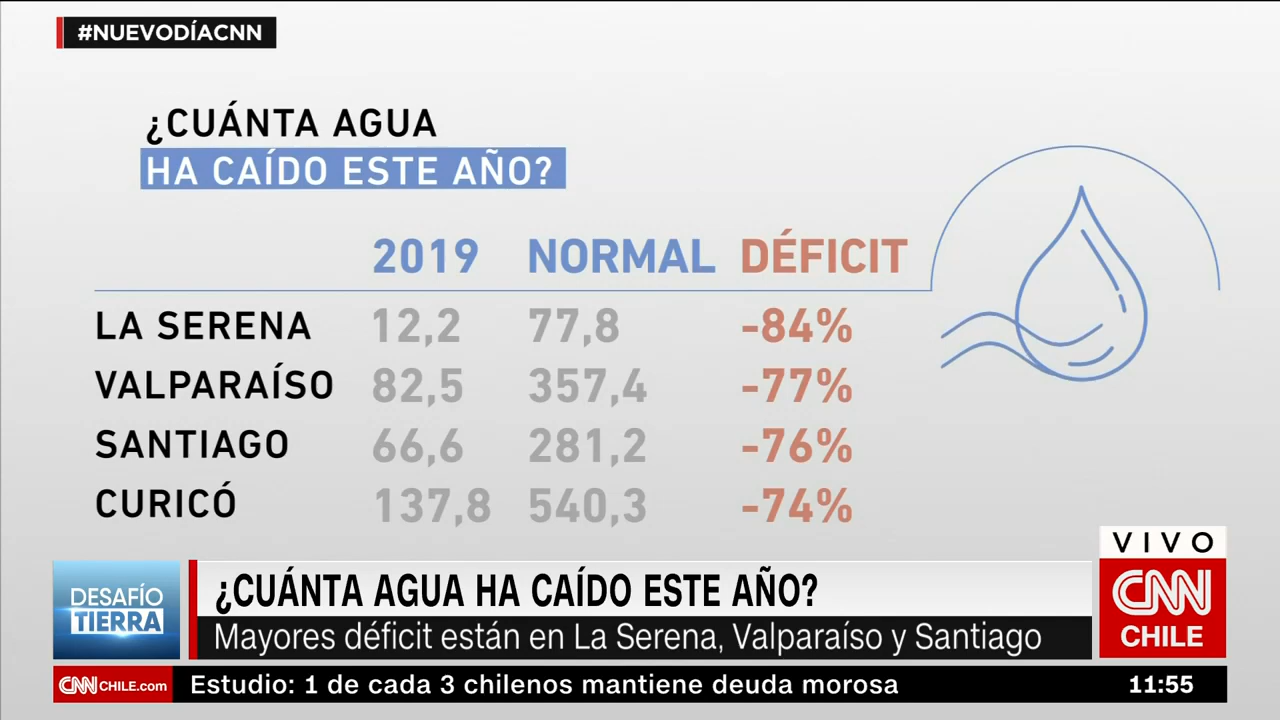 #NUEVODÍACNN
¿CUÁNTA AGUA
HA CAÍDO ESTE AÑO?
2019 NORMAL DÉFICIT
LA SERENA 12,2 77,8 -84%
VALPARAÍSO 82,5 357,4 -77%
SANTIAGO 66,6 281,2 -76%
CURICÓ 137,8 540,3 -74%
VIVO
CNN
CHILE
DESAFÍO
TIERRA
¿CUÁNTA AGUA HA CAÍDO ESTE AÑO?
Mayores déficit están en La Serena, Valparaíso y Santiago
CNNCHILE.com Estudio: 1 de cada 3 chilenos mantiene deuda morosa 11:55